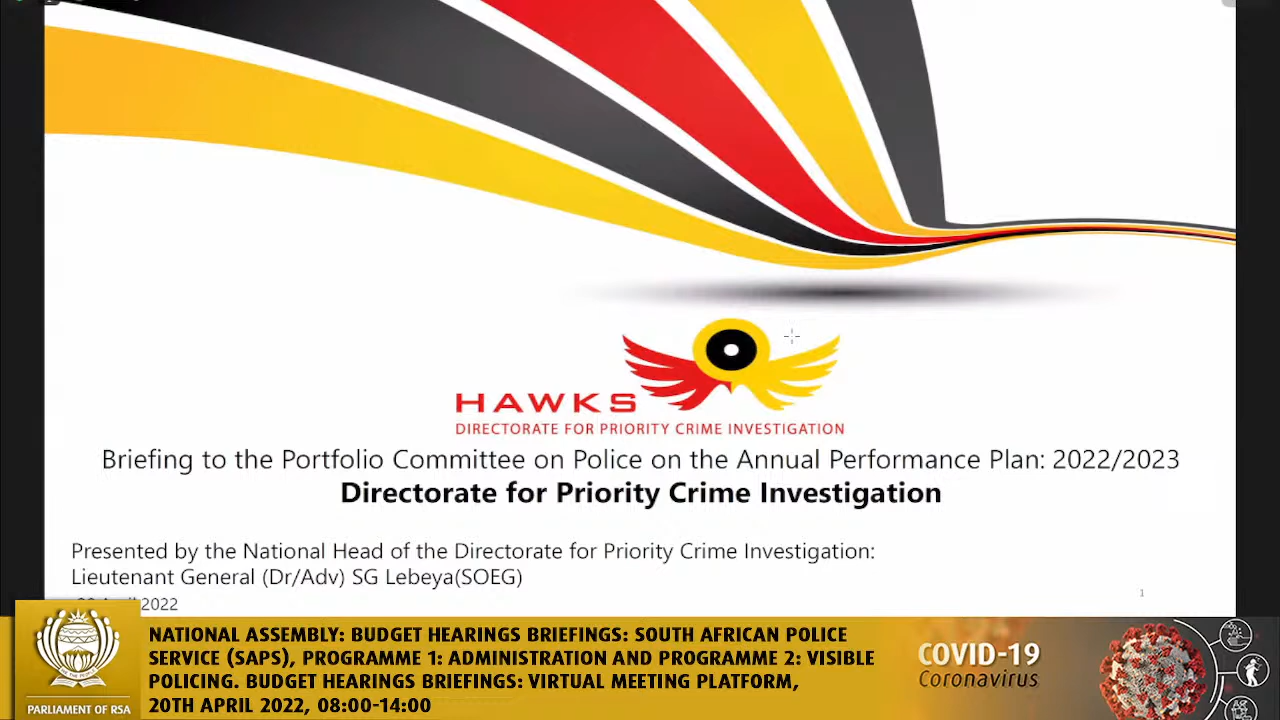 HAWKS
DIRECTORATE FOR PRIORITY CRIME INVESTIGATION
Briefing to the Portfolio Committee on Police on the Annual Performance Plan: 2022/2023
Directorate for Priority Crime Investigation
Presented by the National Head of the Directorate for Priority Crime Investigation:
Lieutenant General (Dr/Adv) SG Lebeya(SOEG)
2022
1
NATIONAL ASSEMBLY: BUDGET HEARINGS BRIEFINGS: SOUTH AFRICAN POLICE
SERVICE (SAPS), PROGRAMME 1: ADMINISTRATION AND PROGRAMME 2: VISIBLE
POLICING. BUDGET HEARINGS BRIEFINGS: VIRTUAL MEETING PLATFORM,
20TH APRIL 2022, 08:00-14:00
PARLIAMENT OF RSA
COVID-19
Coronavirus